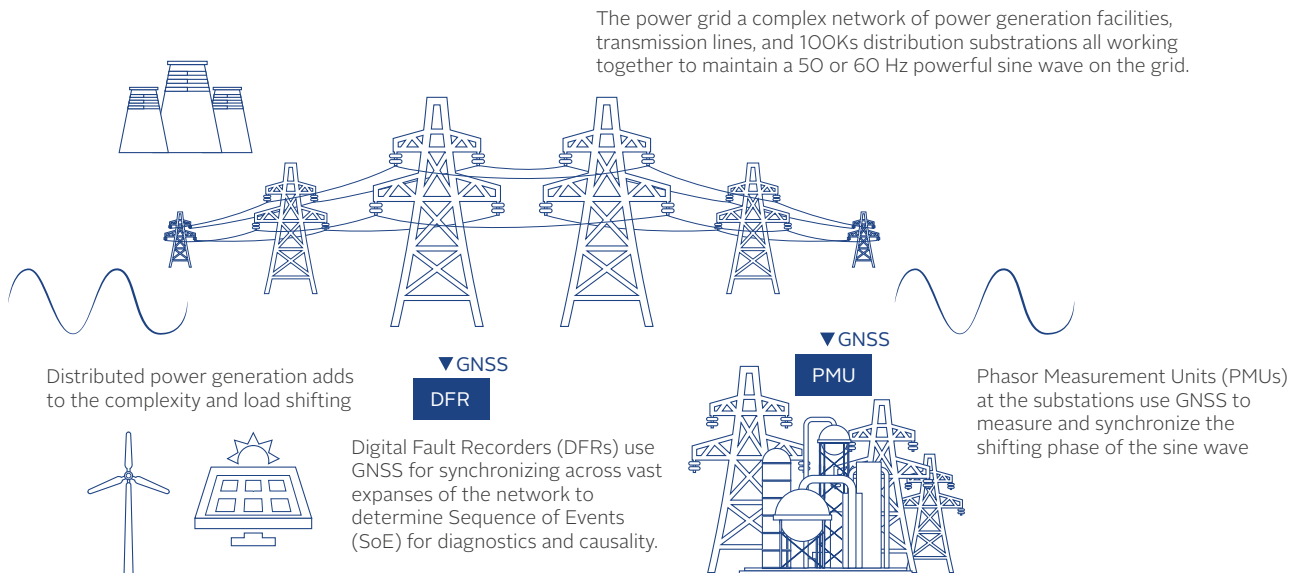 The power grid a complex network of power generation facilities,
transmission lines, and 100Ks distribution substrations all working
together to maintain a 50 or 60 Hz powerful sine wave on the grid.
Distributed power generation adds
to the complexity and load shifting
▼GNSS
DFR
Digital Fault Recorders (DFRs) use
GNSS for synchronizing across vast
expanses of the network to
determine Sequence of Events
(SoE) for diagnostics and causality.
▼GNSS
PMU
Phasor Measurement Units (PMUs)
at the substations use GNSS to
measure and synchronize the
shifting phase of the sine wave